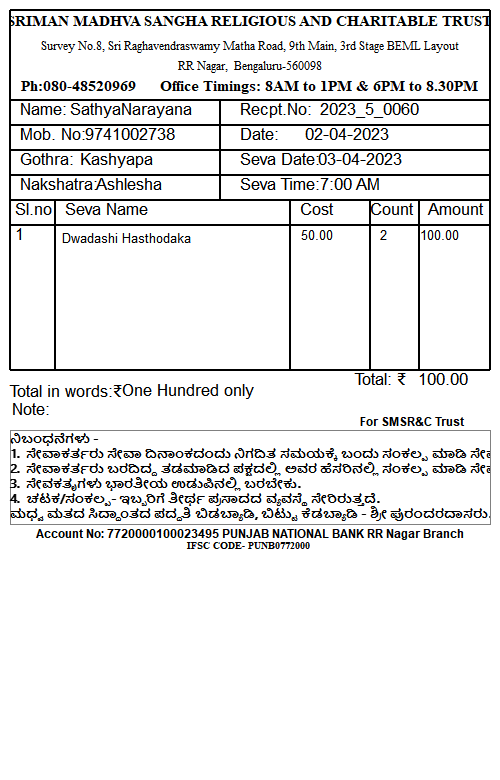 SRIMAN MADHVA SANGHA RELIGIOUS AND CHARITABLE TRUST
Survey No.8, Sri Raghavendraswamy Matha Road, 9th Main, 3rd Stage BEML Layout
RR Nagar, Bengaluru-560098
Ph:080-48520969 Office Timings: 8AM to 1PM & 6PM to 8.30PM
Name: SathyaNarayana Recpt.No: 2023_5_0060
Mob. No:9741002738 Date: 02-04-2023
Gothra: Kashyapa Seva Date:03-04-2023
Nakshatra:Ashlesha Seva Time:7:00 AM
Sl.no Seva Name Cost Count Amount
1 Dwadashi Hasthodaka 50.00 2 100.00
Total: ₹ 100.00
Total in words:₹One Hundred only
Note:
For SMSR&C Trust
ನಿಬಂಧನೆಗಳು -
1. ಸೇವಾಕರ್ತರು ಸೇವಾ ದಿನಾಂಕದಂದು ನಿಗದಿತ ಸಮಯಕ್ಕೆ ಬಂದು ಸಂಕಲ್ಪ ಮಾಡಿ ಸೇವ
2. ಸೇವಾಕರ್ತರು ಬರದಿದ್ದ ತಡಮಾಡಿದ ಪಕ್ಷದಲ್ಲಿ ಅವರ ಹೆಸರಿನಲ್ಲಿ ಸಂಕಲ್ಪ ಮಾಡಿ ಸೇವ
3. ಸೇವಕತೃಗಳು ಭಾರತೀಯ ಉಡುಪಿನಲ್ಲಿ ಬರಬೇಕು.
4. ಚಟಕ/ಸಂಕಲ್ಪ- ಇಬ್ಬರಿಗೆ ತೀರ್ಥ ಪ್ರಸಾದದ ವ್ಯವಸ್ಥೆ ಸೇರಿರುತ್ತದೆ.
ಮಧ್ವ ಮತದ ಸಿದ್ಧಾಂತದ ಪದ್ಧತಿ ಬಿಡಬ್ಯಾಡಿ, ಬಿಟ್ಟು ಕೆಡಬ್ಯಾಡಿ - ಶ್ರೀ ಪುರಂದರದಾಸರು.
Account No: 7720000100023495 PUNJAB NATIONAL BANK RR Nagar Branch
IFSC CODE- PUNB0772000